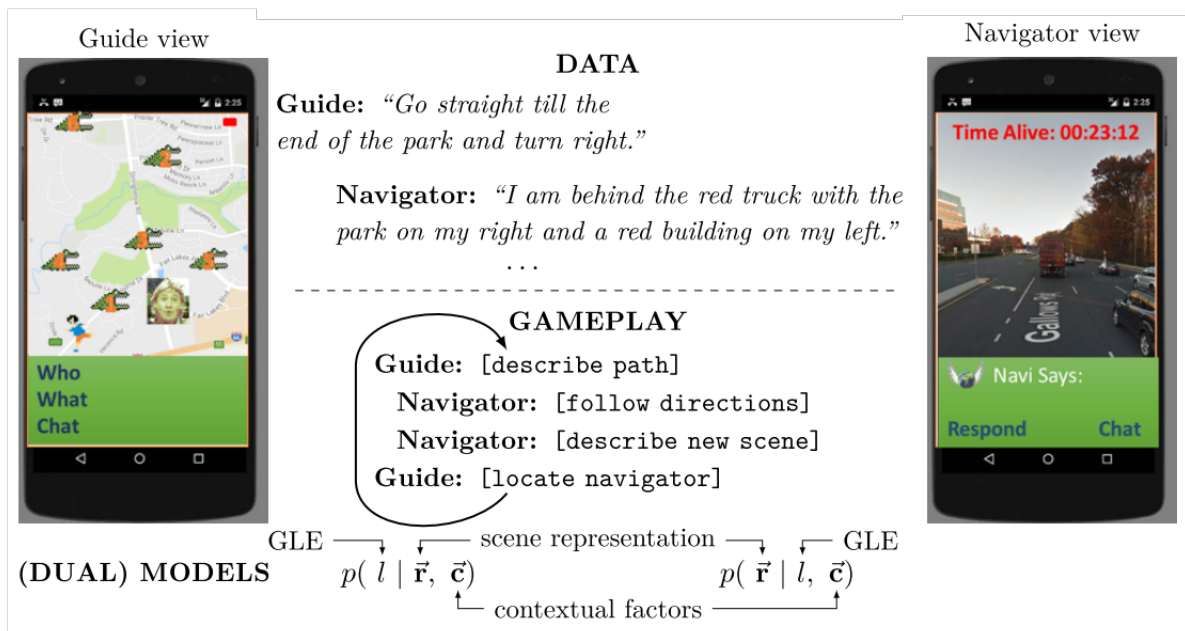 Guide view
2:25
Who
What
Chat
DATA
Guide: “Go straight till the
end of the park and turn right.”
Navigator: “I am behind the red truck with the
park on my right and a red building on my left.”
...
GAMEPLAY
Guide: [describe path]
Navigator: [follow directions]
Navigator: [describe new scene]
Guide: [locate navigator]
Navigator view
2:25
Time Alive: 00:23:12
Gallows Rd
Navi Says:
Respond Chat
GLE scene representation GLE
(DUAL) MODELS p( l | r⃗, c⃗) p( r⃗ | l, c⃗)
contextual factors